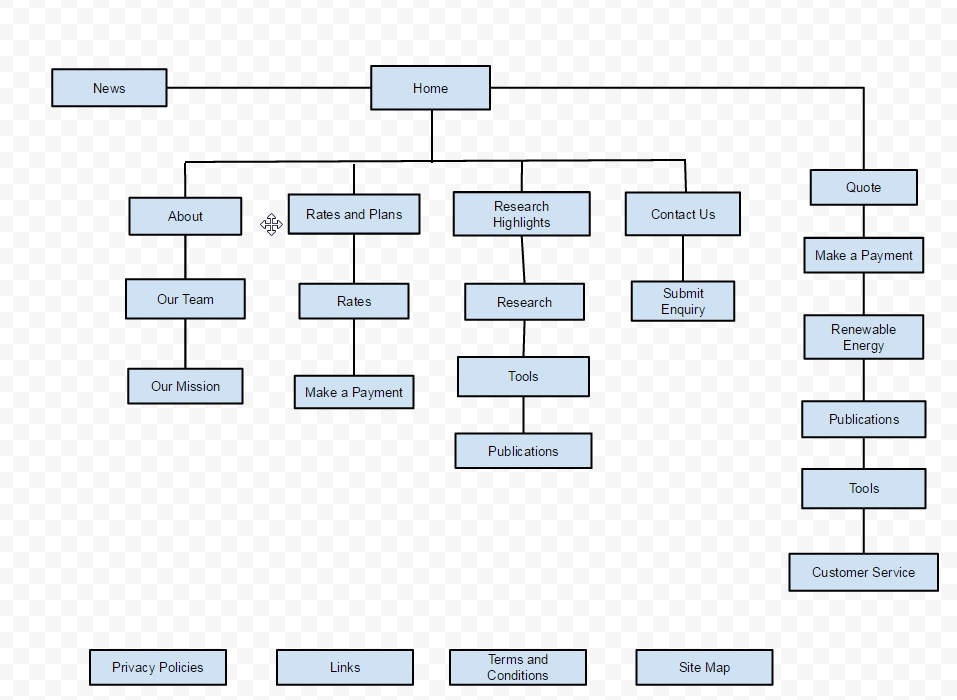 News
Home
Quote
About
Rates and Plans
Research
Highlights
Contact Us
Make a Payment
Our Team
Rates
Research
Submit
Enquiry
Renewable
Energy
Our Mission
Make a Payment
Tools
Publications
Publications
Tools
Customer Service
Privacy Policies
Links
Terms and
Conditions
Site Map